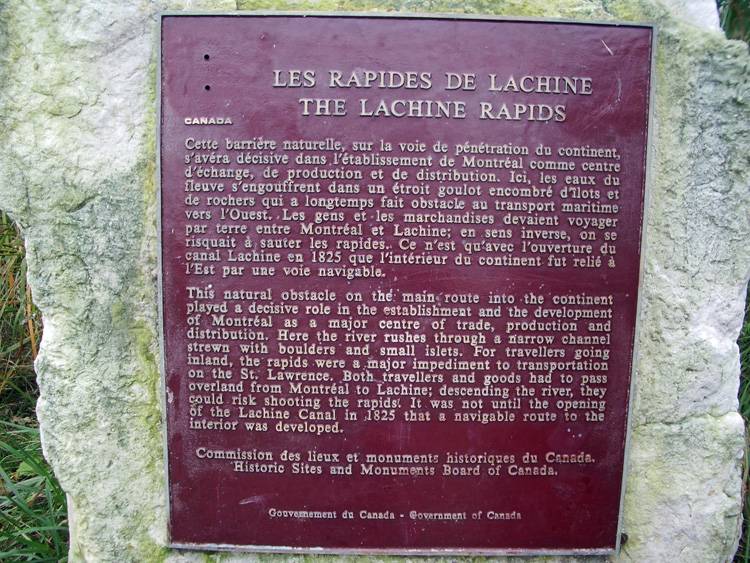 LES RAPIDES DE LACHINE
THE LACHINE RAPIDS
CANADA
Cette barrière naturelle, sur la voie de pénétration du continent,
s'avéra décisive dans l'établissement de Montréal comme centre
d'échange, de production et de distribution. Ici, les eaux du
fleuve s'engouffrent dans un étroit goulot encombré d'îlots et
de rochers qui a longtemps fait obstacle au transport maritime
vers l'Ouest. Les gens et les marchandises devaient voyager
par terre entre Montréal et Lachine; en sens inverse, on se
risquait à sauter les rapides. Ce n'est qu'avec l'ouverture du
canal Lachine en 1825 que l'intérieur du continent fut relié à
l'Est par une voie navigable.
This natural obstacle on the main route into the continent
played a decisive role in the establishment and the development
of Montréal as a major centre of trade, production and
distribution. Here the river rushes through a narrow channel
strewn with boulders and small islets. For travellers going
inland, the rapids were a major impediment to transportation
on the St. Lawrence. Both travellers and goods had to pass
overland from Montréal to Lachine; descending the river, they
could risk shooting the rapids. It was not until the opening
of the Lachine Canal in 1825 that a navigable route to the
interior was developed.
Commission des lieux et monuments historiques du Canada.
Historic Sites and Monuments Board of Canada.
Gouvernement du Canada - Government of Canada